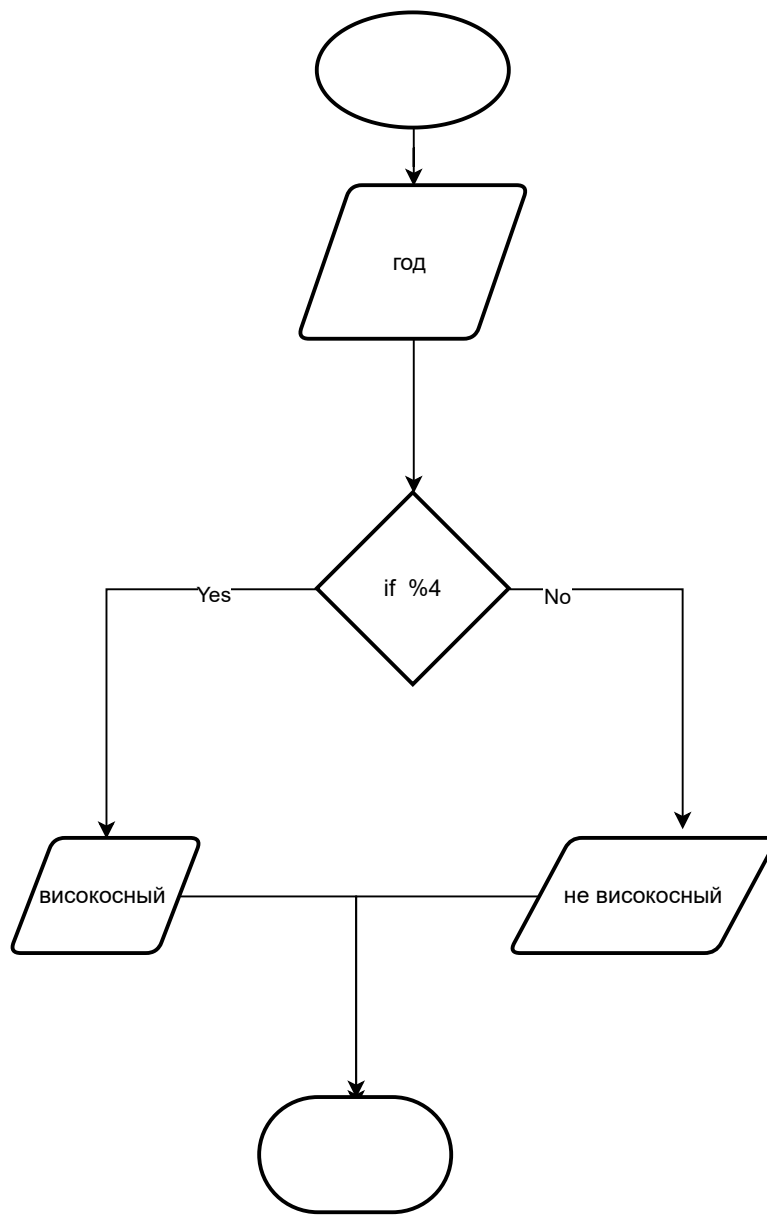 год
if  %4
Yes
No
високосный
не високосный